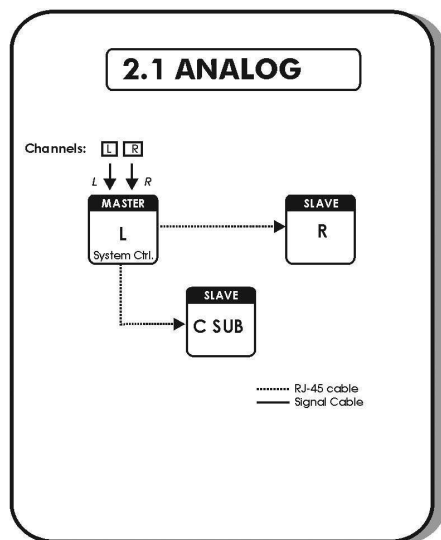 2.1 ANALOG
Channels: L R
L R
MASTER
L
System Ctrl.
SLAVE
R
SLAVE
C SUB
RJ-45 cable
Signal Cable